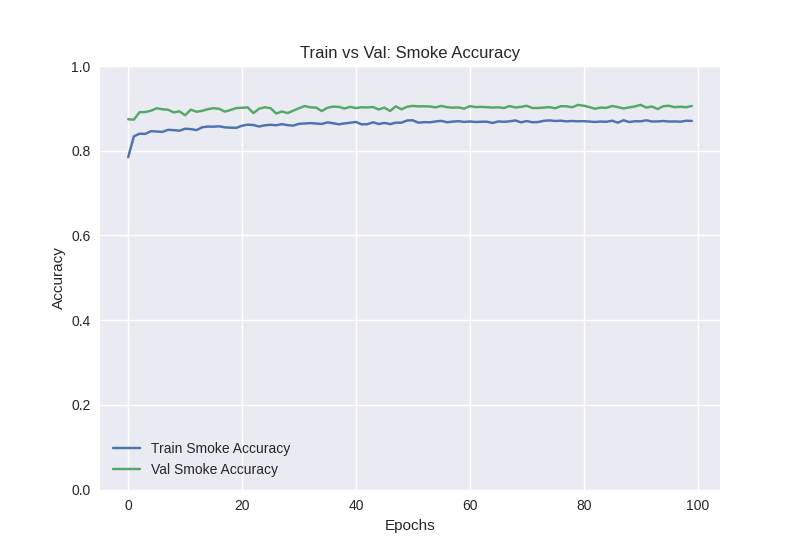 Train vs Val: Smoke Accuracy
1.0
0.8
0.6
0.4
0.2
0.0
Accuracy
Train Smoke Accuracy
Val Smoke Accuracy
0 20 40 60 80 100
Epochs